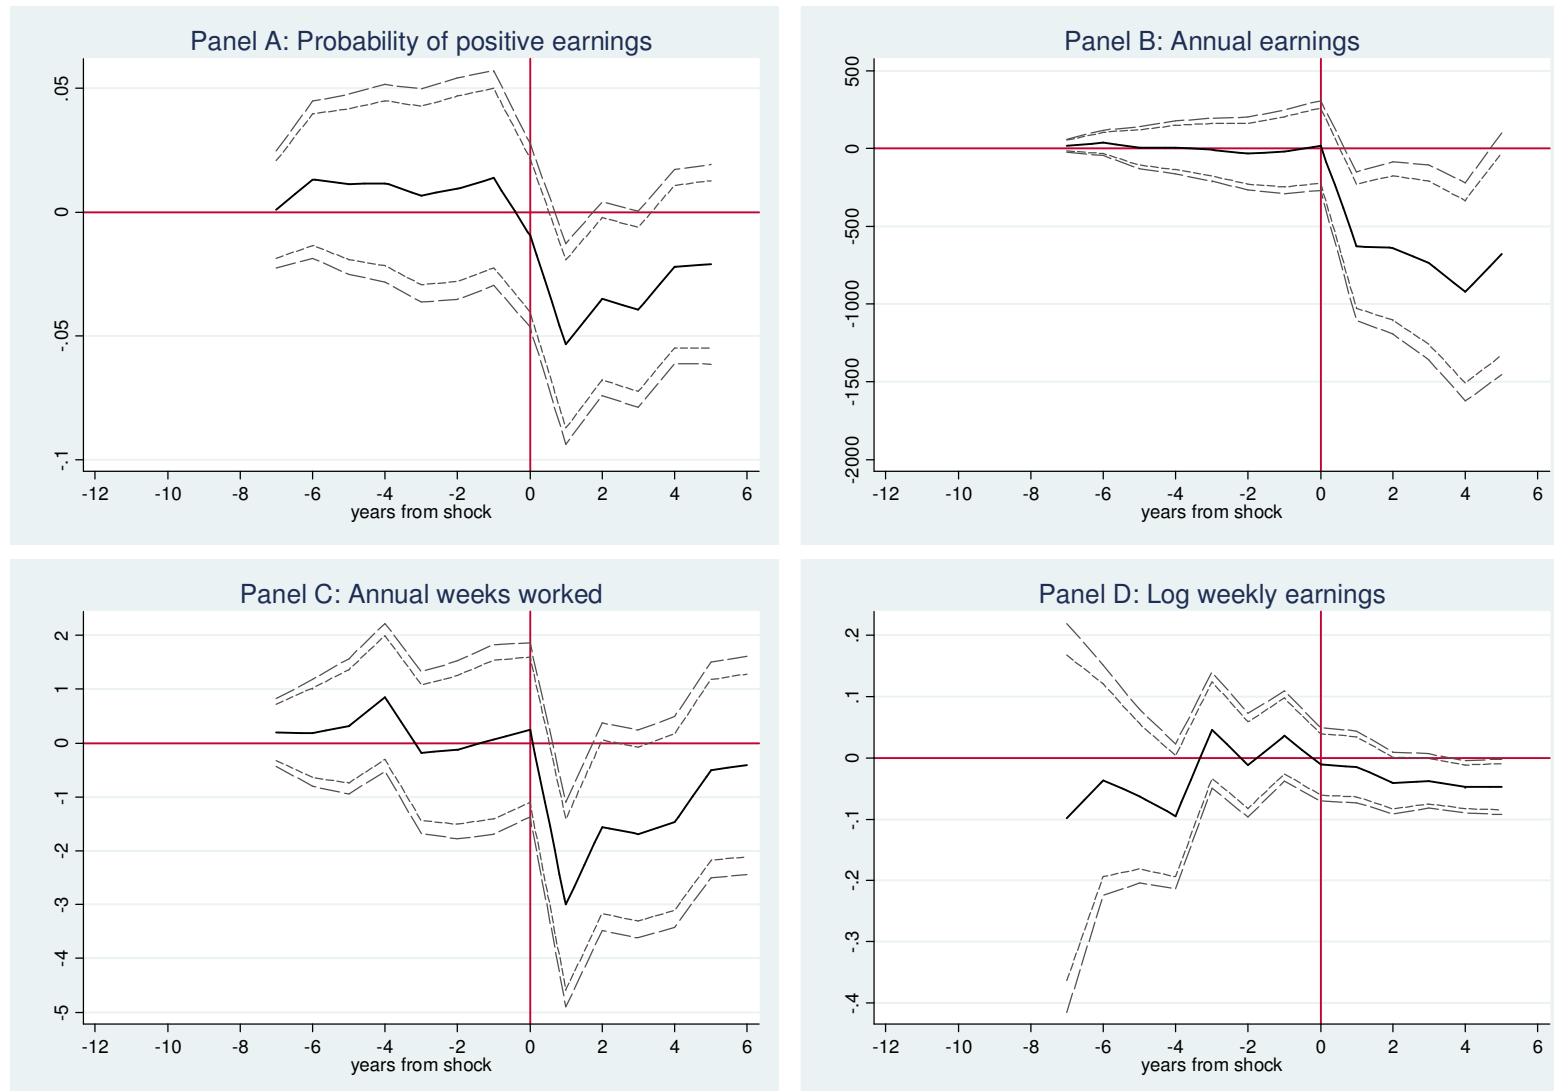 Panel A: Probability of positive earnings
.05
0
-.05
-.1
-12 -10 -8 -6 -4 -2 0 2 4 6
years from shock
Panel B: Annual earnings
500
0
-500
-1000
-1500
-2000
-12 -10 -8 -6 -4 -2 0 2 4 6
years from shock
Panel C: Annual weeks worked
2
1
0
-1
-2
-3
-4
-5
-12 -10 -8 -6 -4 -2 0 2 4 6
years from shock
Panel D: Log weekly earnings
.2
.1
0
-.1
-.2
-.3
-.4
-12 -10 -8 -6 -4 -2 0 2 4 6
years from shock